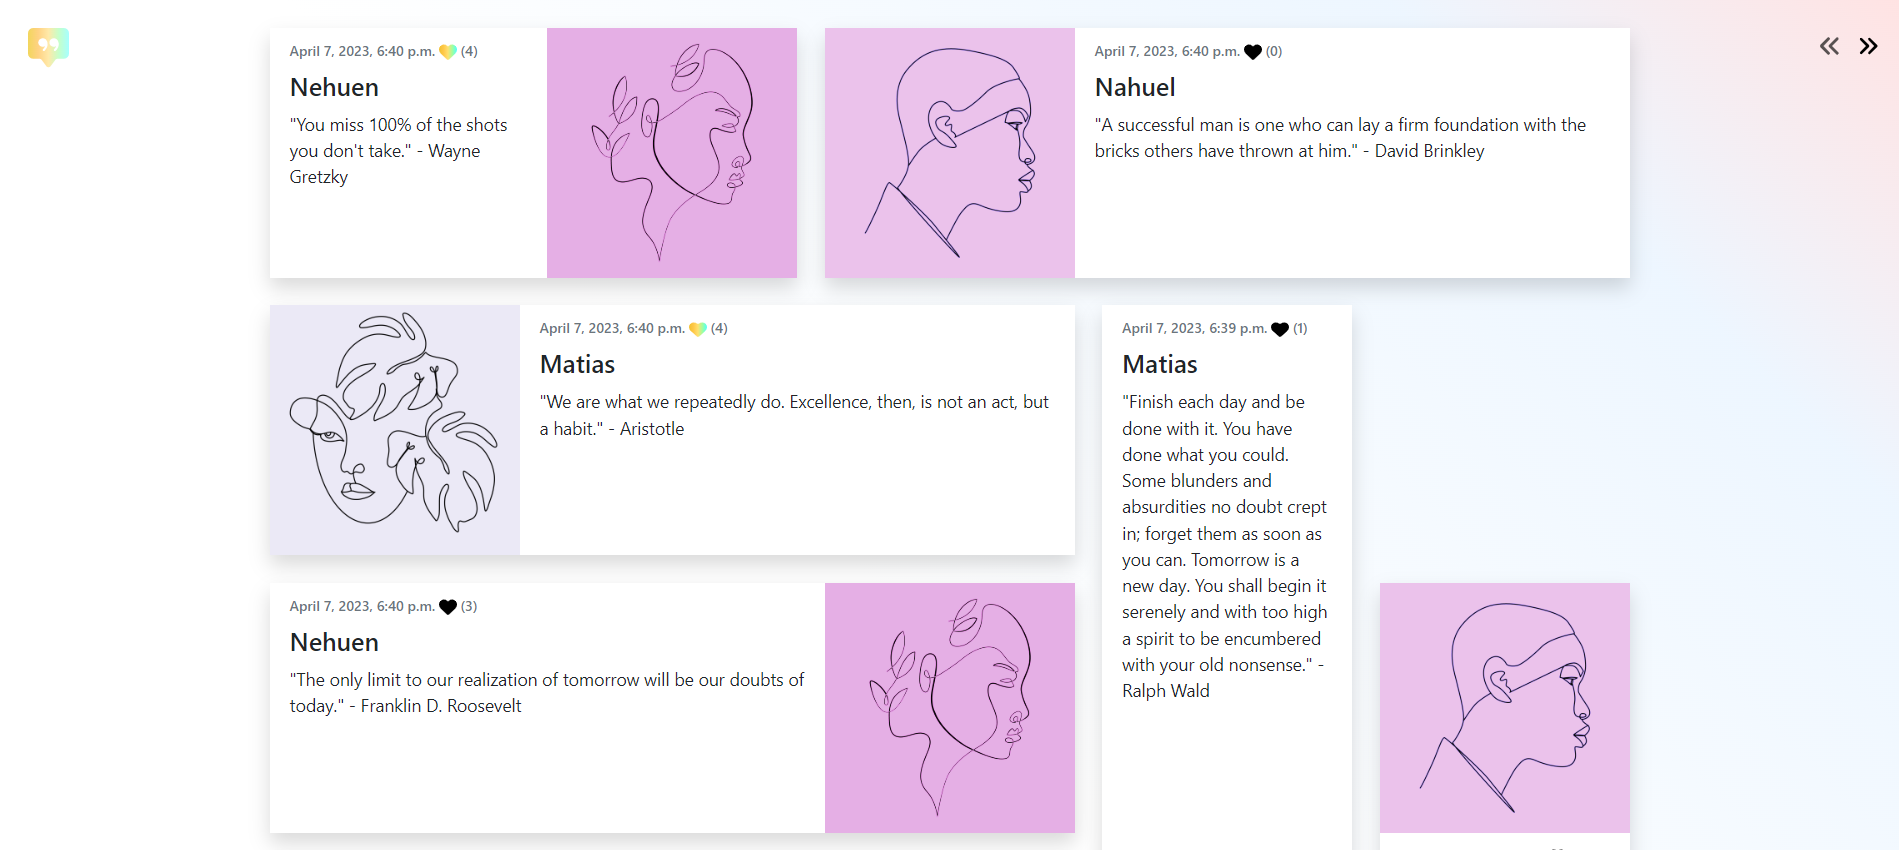 April 7, 2023, 6:40 p.m. (4)
Nehuen
"You miss 100% of the shots
you don't take." - Wayne
Gretzky
April 7, 2023, 6:40 p.m. (0)
Nahuel
"A successful man is one who can lay a firm foundation with the
bricks others have thrown at him." - David Brinkley
April 7, 2023, 6:40 p.m. (4)
Matias
"We are what we repeatedly do. Excellence, then, is not an act, but
a habit." - Aristotle
April 7, 2023, 6:39 p.m. (1)
Matias
"Finish each day and be
done with it. You have
done what you could.
Some blunders and
absurdities no doubt crept
in; forget them as soon as
you can. Tomorrow is a
new day. You shall begin it
serenely and with too high
a spirit to be encumbered
with your old nonsense." -
Ralph Wald
April 7, 2023, 6:40 p.m. (3)
Nehuen
"The only limit to our realization of tomorrow will be our doubts of
today." - Franklin D. Roosevelt